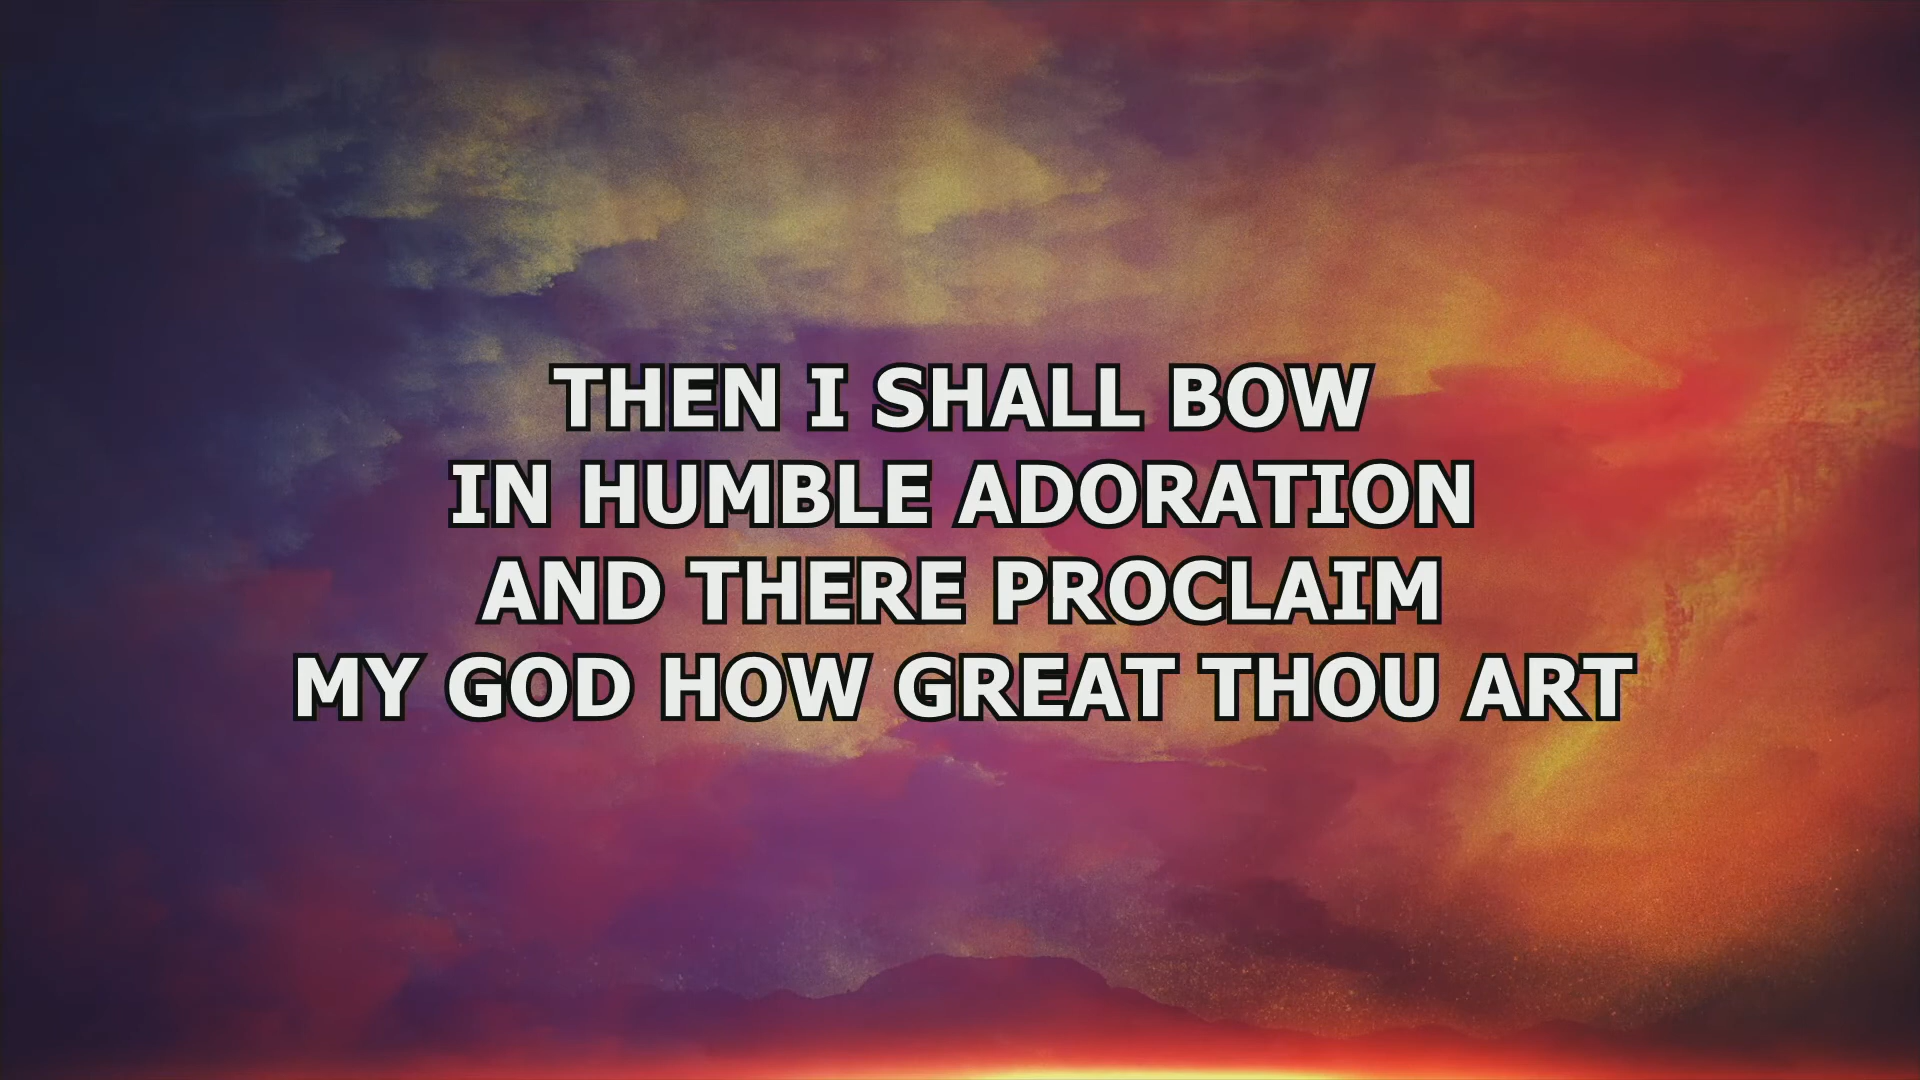 THEN I SHALL BOW
IN HUMBLE ADORATION
AND THERE PROCLAIM
MY GOD HOW GREAT THOU ART